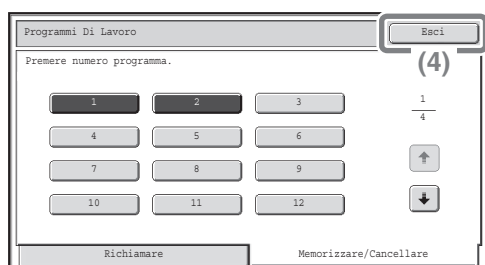 Programmi Di Lavoro Esci
(4)
Premere numero programma.
1 2 3 1
4
4 5 6
7 8 9
10 11 12
Richiamare Memorizzare/Cancellare